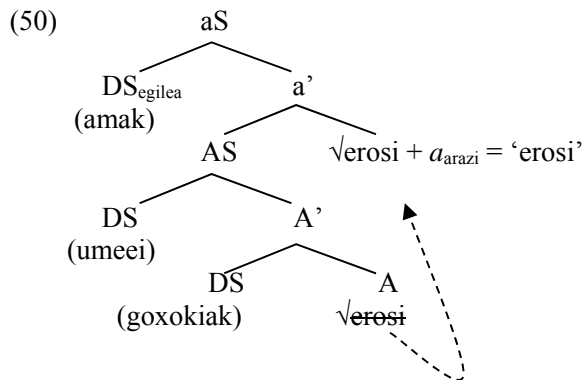 (50) aS
DSegilea a’
(amak)
AS √erosi + aarazi = ‘erosi’
DS A’
(umeei)
DS A
(goxokiak) √erosi